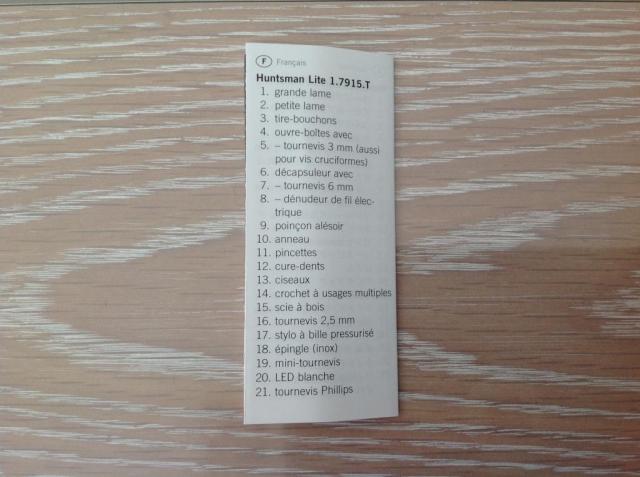 F Français
Huntsman Lite 1.7915.T
1. grande lame
2. petite lame
3. tire-bouchons
4. ouvre-boîtes avec
5. – tournevis 3 mm (aussi
pour vis cruciformes)
6. décapsuleur avec
7. – tournevis 6 mm
8. – dénudeur de fil élec-
trique
9. poinçon alésoir
10. anneau
11. pincettes
12. cure-dents
13. ciseaux
14. crochet à usages multiples
15. scie à bois
16. tournevis 2,5 mm
17. stylo à bille pressurisé
18. épingle (inox)
19. mini-tournevis
20. LED blanche
21. tournevis Phillips